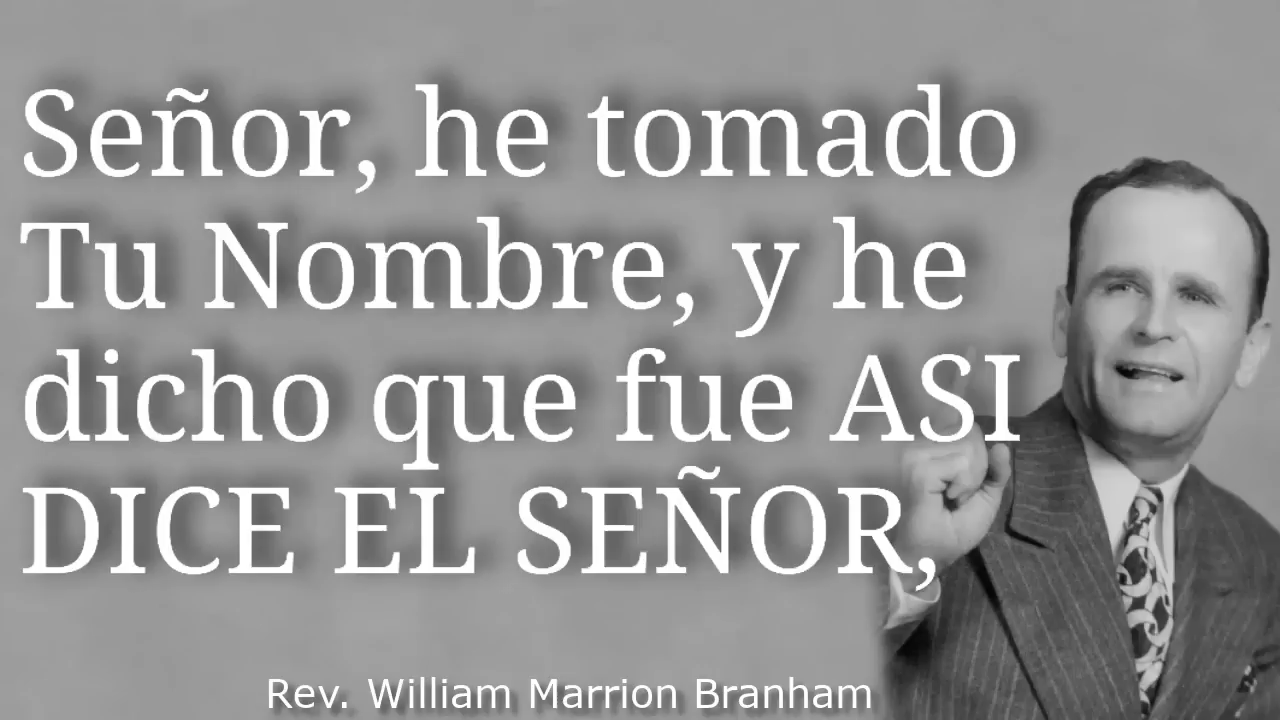 Señor, he tomado
Tu Nombre, y he
dicho que fue ASI
DICE EL SEÑOR,
Rev. William Marrion Branham